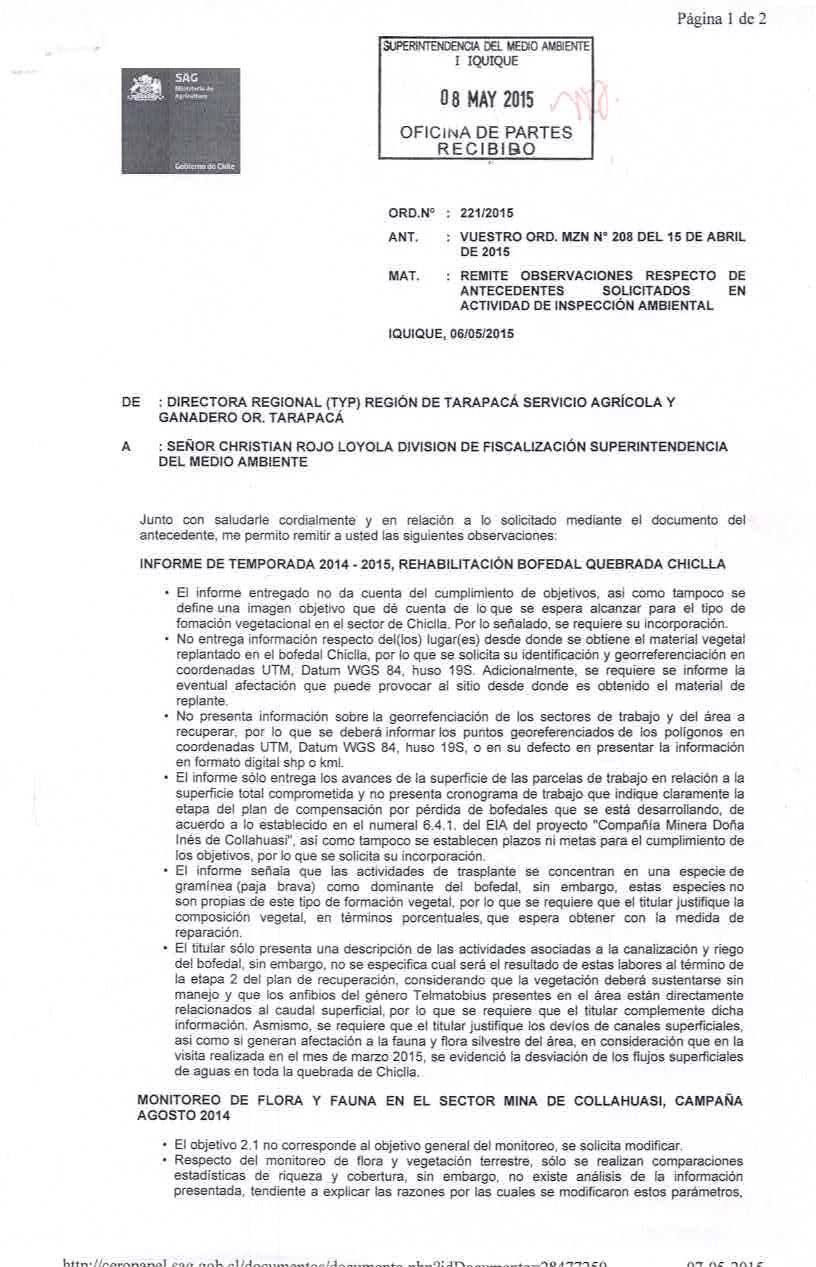 Página 1 de 2
SUPERINTENDENCIA DEL MEDIO AMBIENTE
I IQUIQUE
08 MAY 2015
OFICINA DE PARTES
RECIBIDO
SAG
Ministerio de
Agricultura
Gobierno de Chile
ORD.Nº : 221/2015
ANT. : VUESTRO ORD. MZN N° 208 DEL 15 DE ABRIL
DE 2015
MAT. : REMITE OBSERVACIONES RESPECTO DE
ANTECEDENTES SOLICITADOS EN
ACTIVIDAD DE INSPECCIÓN AMBIENTAL
IQUIQUE, 06/05/2015
DE : DIRECTORA REGIONAL (TYP) REGIÓN DE TARAPACÁ SERVICIO AGRÍCOLA Y
GANADERO OR. TARAPACÁ
A : SEÑOR CHRISTIAN ROJO LOYOLA DIVISION DE FISCALIZACIÓN SUPERINTENDENCIA
DEL MEDIO AMBIENTE
Junto con saludarle cordialmente y en relación a lo solicitado mediante el documento del
antecedente, me permito remitir a usted las siguientes observaciones:
INFORME DE TEMPORADA 2014 - 2015, REHABILITACIÓN BOFEDAL QUEBRADA CHICLLA
• El informe entregado no da cuenta del cumplimiento de objetivos, asi como tampoco se
define una imagen objetivo que dé cuenta de lo que se espera alcanzar para el tipo de
fomación vegetacional en el sector de Chiclla. Por lo señalado, se requiere su incorporación.
• No entrega información respecto del(los) lugar(es) desde donde se obtiene el material vegetal
replantado en el bofedal Chiclla, por lo que se solicita su identificación y georreferenciación en
coordenadas UTM, Datum WGS 84, huso 19S. Adicionalmente, se requiere se informe la
eventual afectación que puede provocar al sitio desde donde es obtenido el material de
replante.
• No presenta información sobre la georrefenciación de los sectores de trabajo y del área a
recuperar, por lo que se deberá informar los puntos georeferenciados de los polígonos en
coordenadas UTM, Datum WGS 84, huso 19S, o en su defecto en presentar la información
en formato digital shp o kml.
• El informe sólo entrega los avances de la superficie de las parcelas de trabajo en relación a la
superficie total comprometida y no presenta cronograma de trabajo que indique claramente la
etapa del plan de compensación por pérdida de bofedales que se está desarrollando, de
acuerdo a lo establecido en el numeral 6.4.1. del EIA del proyecto "Compañía Minera Doña
Inés de Collahuasi", así como tampoco se establecen plazos ni metas para el cumplimiento de
los objetivos, por lo que se solicita su incorporación.
• El informe señala que las actividades de trasplante se concentran en una especie de
gramínea (paja brava) como dominante del bofedal, sin embargo, estas especies no
son propias de este tipo de formación vegetal, por lo que se requiere que el titular justifique la
composición vegetal, en términos porcentuales, que espera obtener con la medida de
reparación.
• El titular sólo presenta una descripción de las actividades asociadas a la canalización y riego
del bofedal, sin embargo, no se especifica cual será el resultado de estas labores al término de
la etapa 2 del plan de recuperación, considerando que la vegetación deberá sustentarse sin
manejo y que los anfibios del género Telmatobius presentes en el área están directamente
relacionados al caudal superficial, por lo que se requiere que el titular complemente dicha
información. Asmismo, se requiere que el titular justifique los devíos de canales superficiales,
asi como si generan afectación a la fauna y flora silvestre del área, en consideración que en la
visita realizada en el mes de marzo 2015, se evidenció la desviación de los flujos superficiales
de aguas en toda la quebrada de Chiclla.
MONITOREO DE FLORA Y FAUNA EN EL SECTOR MINA DE COLLAHUASI, CAMPAÑA
AGOSTO 2014
• El objetivo 2.1 no corresponde al objetivo general del monitoreo, se solicita modificar.
• Respecto del monitoreo de flora y vegetación terrestre, sólo se realizan comparaciones
estadísticas de riqueza y cobertura, sin embargo, no existe análisis de la información
presentada, tendiente a explicar las razones por las cuales se modificaron estos parámetros,
http://ceropapel.sag.gob.cl/documentos/documento.php?idDocumento=28477259 07-05-2015